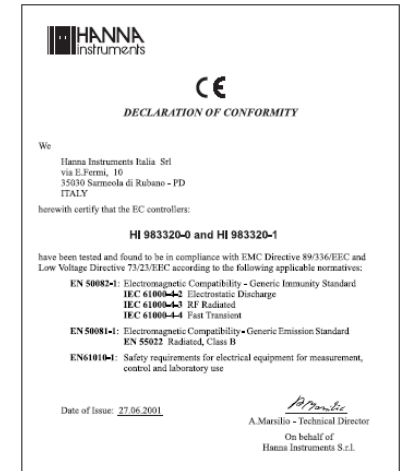 HANNA
instruments
CE
DECLARATION OF CONFORMITY
We
Hanna Instruments Italia Srl
via E.Fermi, 10
35030 Sarmeola di Rubano - PD
ITALY
herewith certify that the EC controllers:
HI 983320-0 and HI 983320-1
have been tested and found to be in compliance with EMC Directive 89/336/EEC and
Low Voltage Directive 73/23/EEC according to the following applicable normatives:
EN 50082-1: Electromagnetic Compatibility - Generic Immunity Standard
IEC 61000-4-2 Electrostatic Discharge
IEC 61000-4-3 RF Radiated
IEC 61000-4-4 Fast Transient
EN 50081-1: Electromagnetic Compatibility - Generic Emission Standard
EN 55022 Radiated, Class B
EN61010-1: Safety requirements for electrical equipment for measurement,
control and laboratory use
Date of Issue: 27.06.2001
A.Marsilio
A.Marsilio - Technical Director
On behalf of
Hanna Instruments S.r.l.